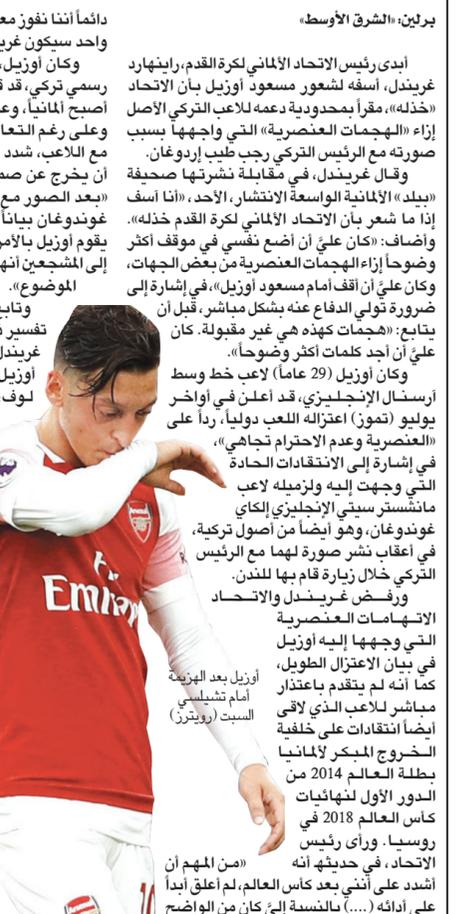 برلين: «الشرق الأوسط»
أبدى رئيس الاتحاد الألماني لكرة القدم، راينهارد
غريندل، أسفه لشعور مسعود أوزيل بأن الاتحاد
«خذله»، مقراً بمحدودية دعمه للاعب التركي الأصل
إزاء «الهجمات العنصرية» التي واجهها بسبب
صورته مع الرئيس التركي رجب طيب إردوغان.
وقال غريندل، في مقابلة نشرتها صحيفة
«بيلد» الألمانية الواسعة الانتشار، الأحد، «أنا آسف
إذا ما شعر بأن الاتحاد الألماني لكرة القدم خذله».
وأضاف: «كان عليَّ أن أضع نفسي في موقف أكثر
وضوحاً إزاء الهجمات العنصرية من بعض الجهات،
وكان عليَّ أن أقف أمام مسعود أوزيل»، في إشارة إلى
ضرورة تولي الدفاع عنه بشكل مباشر، قبل أن
يتابع: «هجمات كهذه هي غير مقبولة. كان
عليَّ أن أجد كلمات أكثر وضوحاً».
وكان أوزيل (29 عاماً) لاعب خط وسط
آرسنال الإنجليزي، قد أعلن في أواخر
يوليو (تموز) اعتزاله اللعب دولياً، رداً على
«العنصرية وعدم الاحترام تجاهي»،
في إشارة إلى الانتقادات الحادة
التي وجهت إليه ولزميله لاعب
مانشستر سيتي الإنجليزي إلكاي
غوندوغان، وهو أيضاً من أصول تركية،
في أعقاب نشر صورة لهما مع الرئيس
التركي خلال زيارة قام بها للندن.
ورفض غريندل والاتحاد
الاتهامات العنصرية
التي وجهها إليه أوزيل
في بيان الاعتزال الطويل،
كما أنه لم يتقدم باعتذار
مباشر للاعب الذي لاقى
أيضاً انتقادات على خلفية
الخروج المبكر لألمانيا
بطلة العالم 2014 من
الدور الأول لنهائيات
كأس العالم 2018 في
روسيا. ورأى رئيس
الاتحاد، في حديثه أنه «من المهم أن
أشدد على أنني بعد كأس العالم، لم أعلق أبداً
على أدائه (....) بالنسبة إليَّ كان من الواضح
دائماً أننا نفوز مع
واحد سيكون
وكان أوزيل،
رسمي تركي، قد
أصبح ألمانياً،
وعلى رغم
مع اللاعب، شدد
أن يخرج عن
«بعد الصور مع
غوندوغان بياناً
يقوم أوزيل بالأمر
إلى المشجعين
الموضوع».
وتابع
تفسير
غريندل
أوزيل
أوزيل بعد الهزيمة
أمام تشيلسي
السبت (رويترز)
Emirates
10